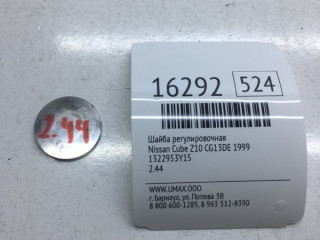 16292 524
2.44
Шайба регулировочная
Nissan Cube Z10 CG13DE 1999
1322953Y15
2.44
WWW.UMAX.OOO
г. Барнаул, ул. Попова 3В
8 800 600-1285, 8 963 512-8390